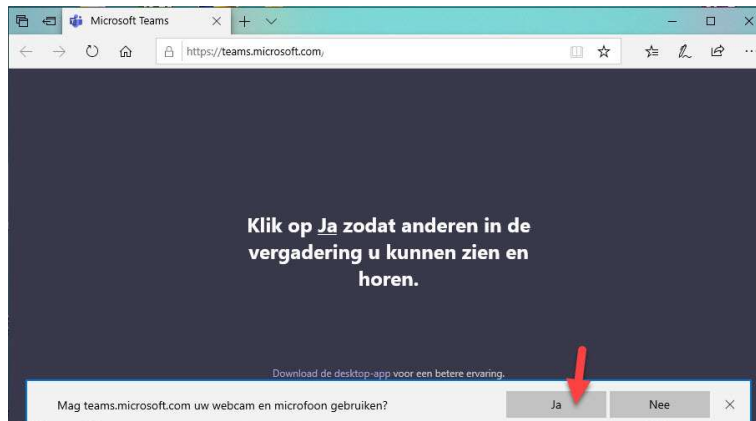 Microsoft Teams
https://teams.microsoft.com/
Klik op Ja zodat anderen in de
vergadering u kunnen zien en
horen.
Download de desktop-app voor een betere ervaring.
Mag teams.microsoft.com uw webcam en microfoon gebruiken?
Ja
Nee